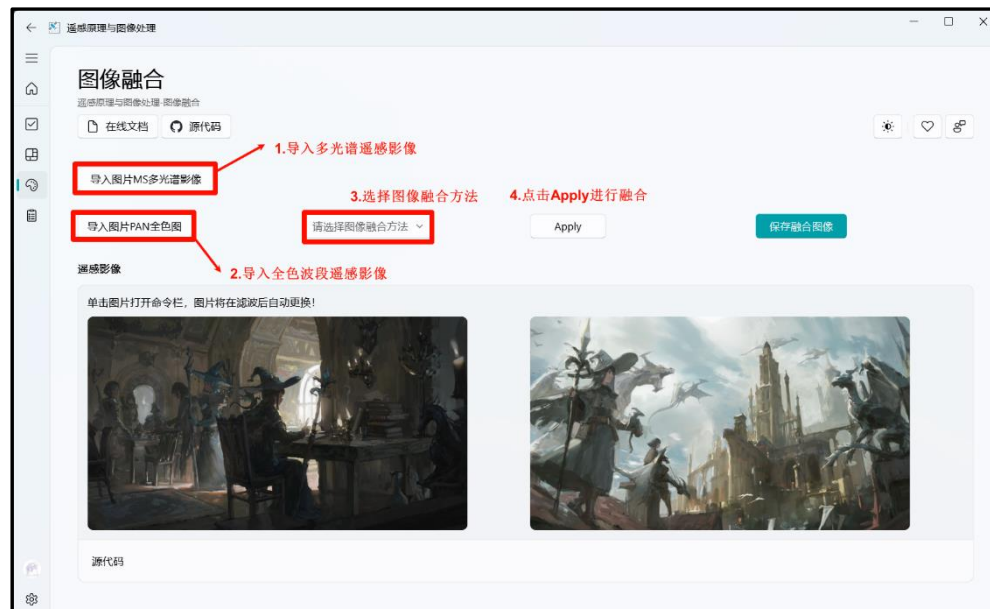 遥感原理与图像处理
图像融合
遥感原理与图像处理-图像融合
在线文档 源代码
1.导入多光谱遥感影像
导入图片MS多光谱影像
3.选择图像融合方法 4.点击Apply进行融合
导入图片PAN全色图 请选择图像融合方法 Apply 保存融合图像
2.导入全色波段遥感影像
遥感影像
单击图片打开命令栏，图片将在滤波后自动更换！
源代码